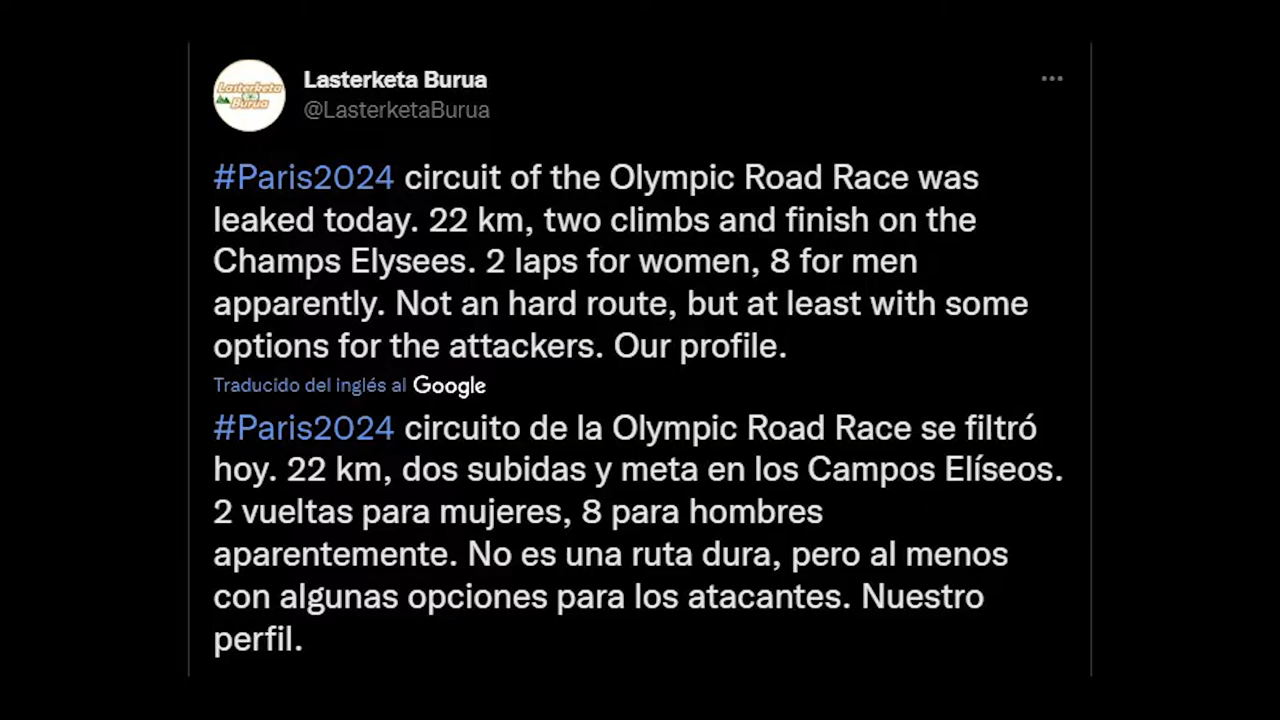 Lasterketa Burua
Lasterketa
Burua
@LasterketaBurua
#Paris2024 circuit of the Olympic Road Race was
leaked today. 22 km, two climbs and finish on the
Champs Elysees. 2 laps for women, 8 for men
apparently. Not an hard route, but at least with some
options for the attackers. Our profile.
Traducido del inglés al Google
#Paris2024 circuito de la Olympic Road Race se filtró
hoy. 22 km, dos subidas y meta en los Campos Elíseos.
2 vueltas para mujeres, 8 para hombres
aparentemente. No es una ruta dura, pero al menos
con algunas opciones para los atacantes. Nuestro
perfil.